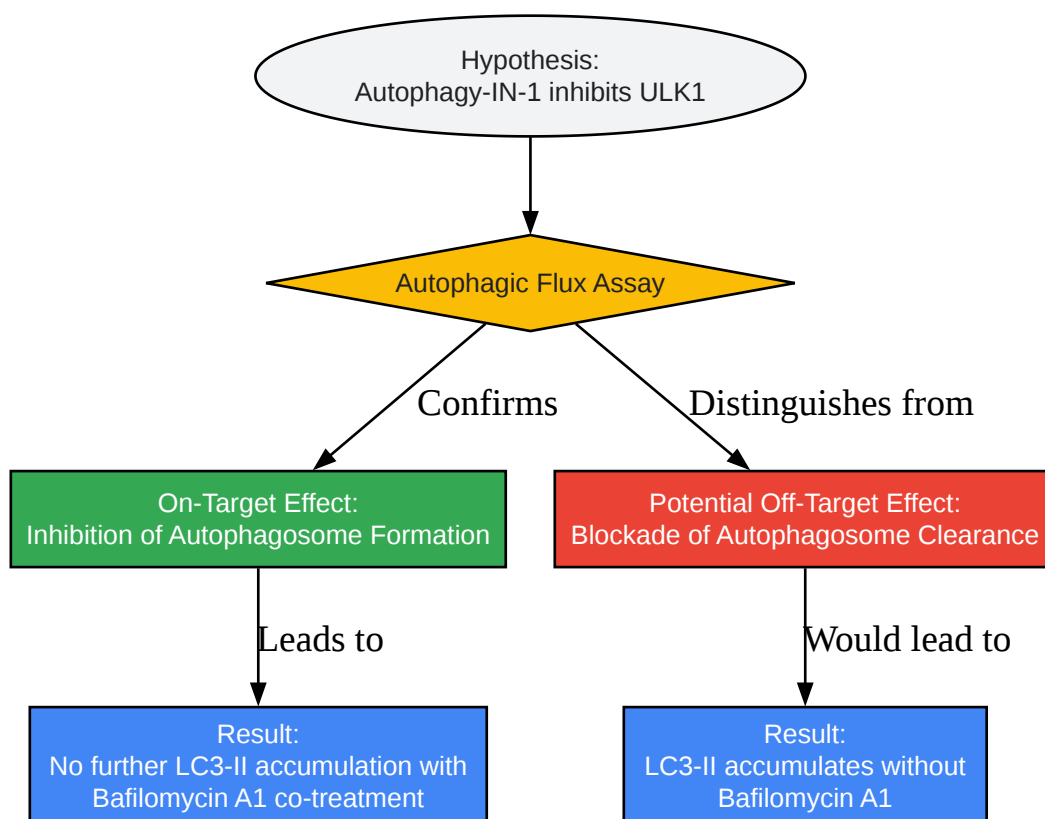 Hypothesis:
Autophagy-IN-1 inhibits ULK1
Autophagic Flux Assay
Confirms
Distinguishes from
On-Target Effect:
Inhibition of Autophagosome Formation
Potential Off-Target Effect:
Blockade of Autophagosome Clearance
Leads to
Would lead to
Result:
No further LC3-II accumulation with
Bafilomycin A1 co-treatment
Result:
LC3-II accumulates without
Bafilomycin A1